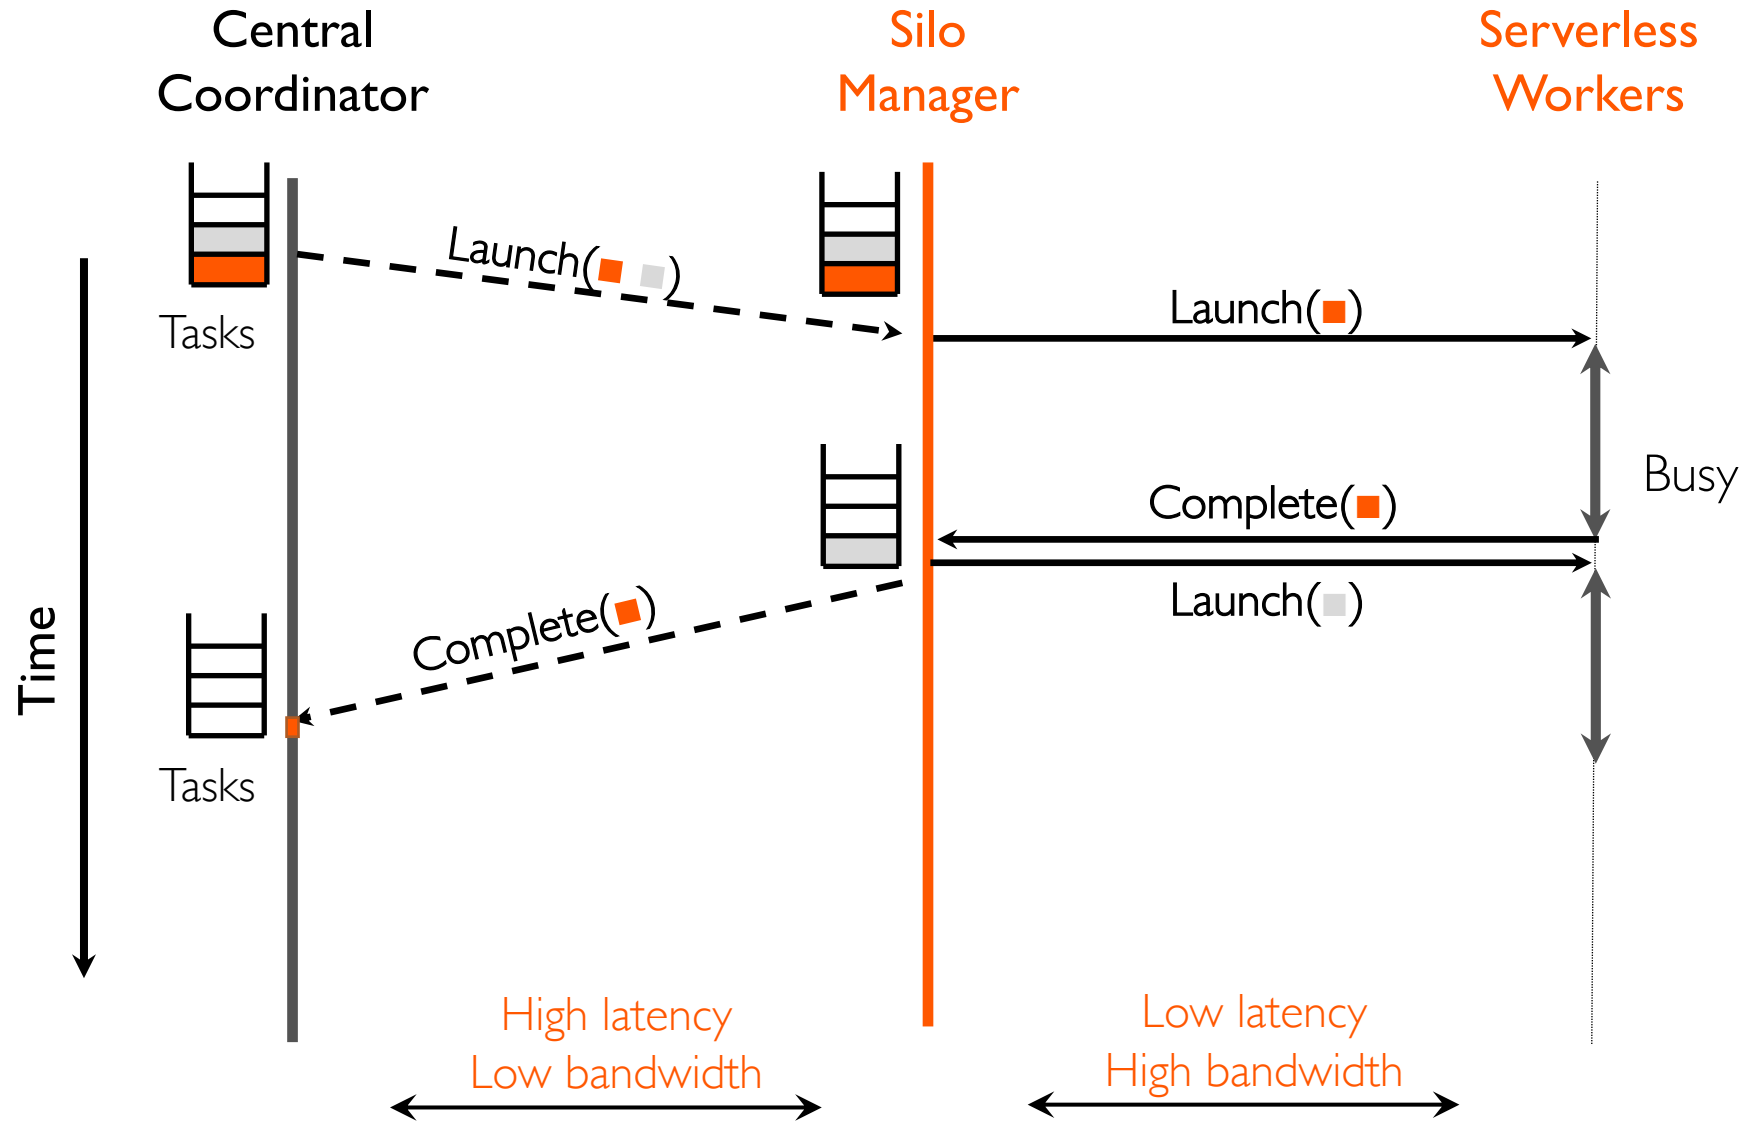 Central
Coordinator
Silo
Manager
Serverless
Workers
Launch( )
Tasks
Launch( )
Busy
Complete( )
Launch( )
Complete( )
Time
Tasks
High latency
Low bandwidth
Low latency
High bandwidth